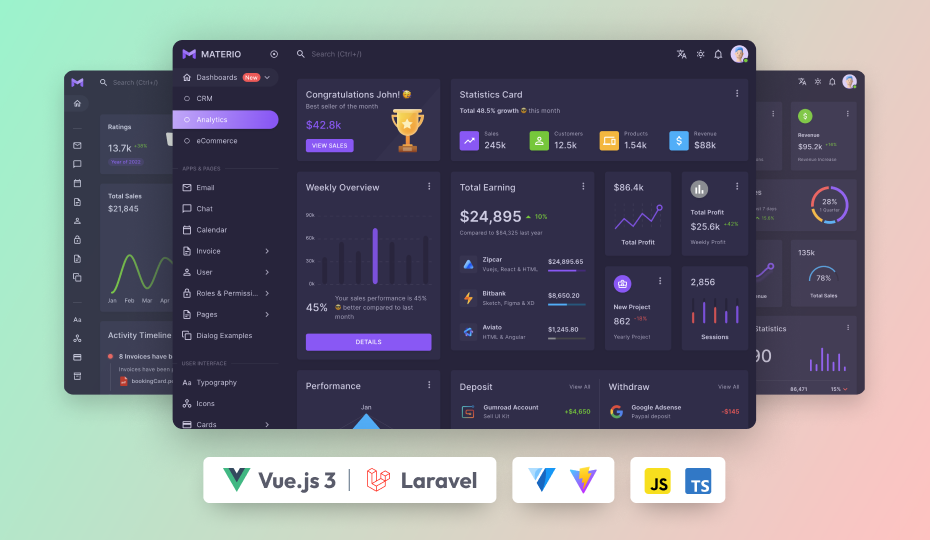 Search (Ctrl+/)
Ratings
13.7k +38%
Year of 2022
Total Sales
$21,845
Jan Feb Mar Apr
Activity Timeline
8 Invoices have b
Invoices have been
bookingCard.p
Aa
MATERIO
Dashboards New
CRM
Analytics
eCommerce
APPS & PAGES
Email
Chat
Calendar
Invoice
User
Roles & Permissi...
Pages
Dialog Examples
USER INTERFACE
Aa Typography
Icons
Cards
Search (Ctrl+/)
Congratulations John!
Best seller of the month
$42.8k
VIEW SALES
Statistics Card
Total 48.5% growth 😎 this month
Sales
245k
Customers
12.5k
Products
1.54k
Revenue
$88k
Weekly Overview
90k
60k
30k
0k
45%
Your sales performance is 45%
😎 better compared to last
month
DETAILS
Total Earning
$24,895 10%
Compared to $84,325 last year
Zipcar
Vuejs, React & HTML
$24,895.65
Bitbank
Sketch, Figma & XD
$8,650.20
Aviato
HTML & Angular
$1,245.80
$86.4k
Total Profit
Total Profit
$25.6k +42%
Weekly Profit
New Project
862 -15%
Yearly Project
2,856
Sessions
Performance
Jan
Deposit View All
Gumroad Account
Sell UI Kit
+$4,650
Withdraw View All
Google Adsense
Paypal deposit
-$145
Revenue
$95.2k
Revenue Increase
28%
1 Quarter
135k
78%
Total Sales
Statistics
90
66,471 15%
Vue.js 3 | Laravel
JS
TS